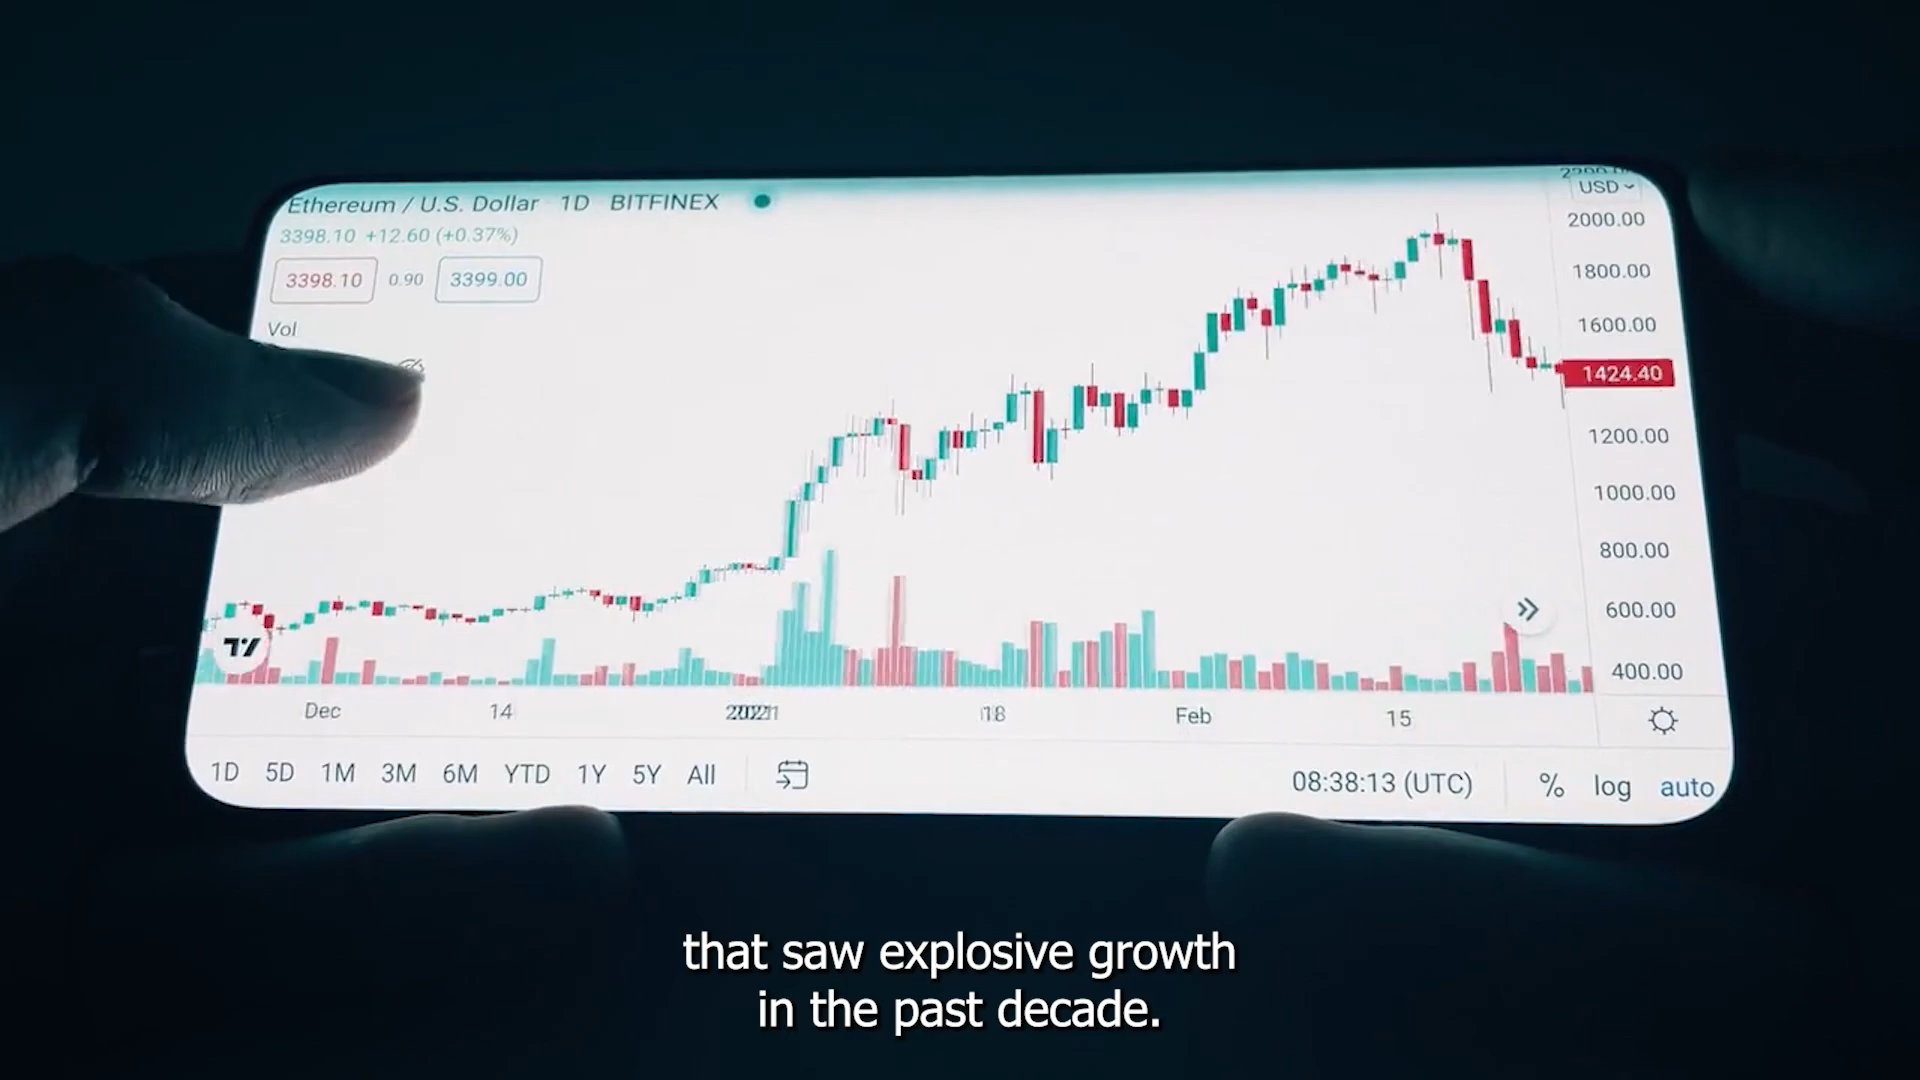 Ethereum / U.S. Dollar 1D BITFINEX
3398.10 +12.60 (+0.37%)
3398.10 0.90 3399.00
Vol
USD
2000.00
1800.00
1600.00
1424.40
1200.00
1000.00
800.00
600.00
400.00
Dec 14 2021 18 Feb 15
1D 5D 1M 3M 6M YTD 1Y 5Y All
08:38:13 (UTC) % log auto
that saw explosive growth
in the past decade.